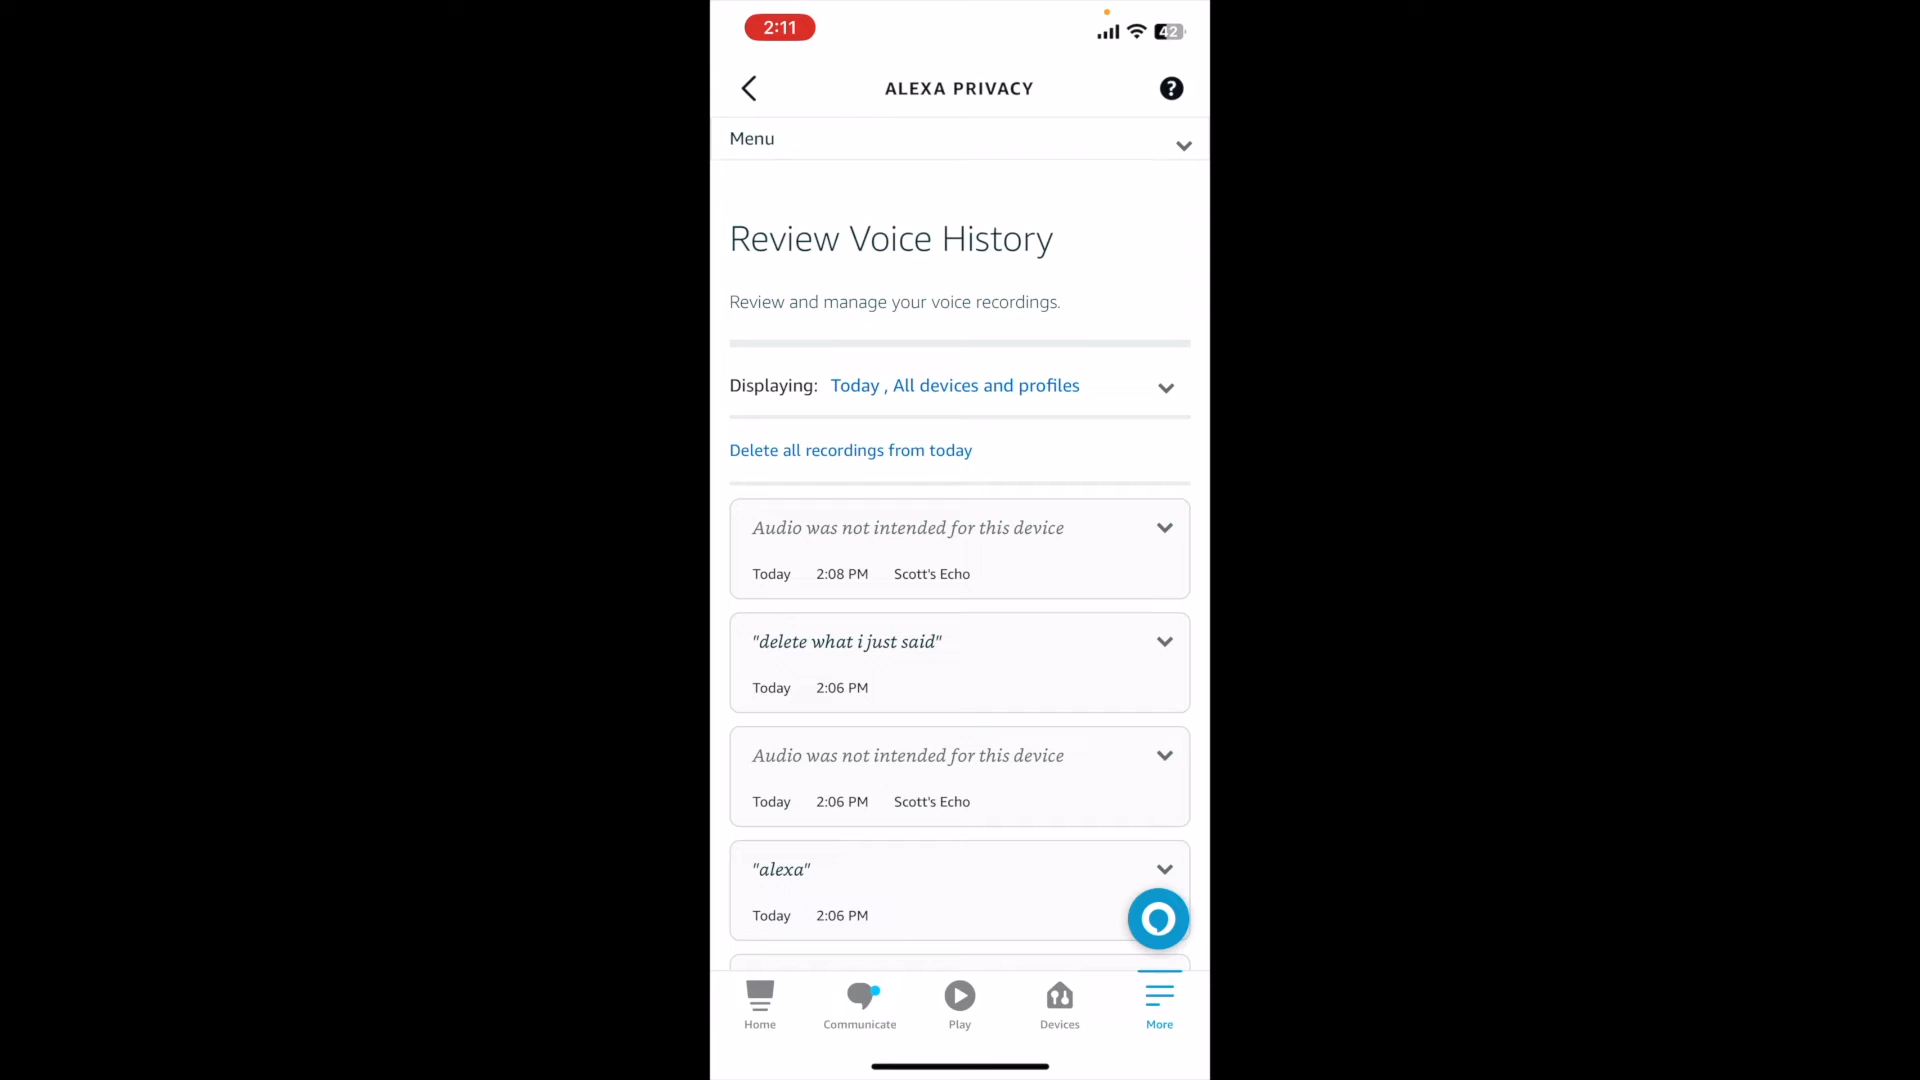 2:11
42
ALEXA PRIVACY
?
Menu
Review Voice History
Review and manage your voice recordings.
Displaying: Today , All devices and profiles
Delete all recordings from today
Audio was not intended for this device
Today 2:08 PM Scott's Echo
"delete what i just said"
Today 2:06 PM
Audio was not intended for this device
Today 2:06 PM Scott's Echo
"alexa"
Today 2:06 PM
Home Communicate Play Devices More